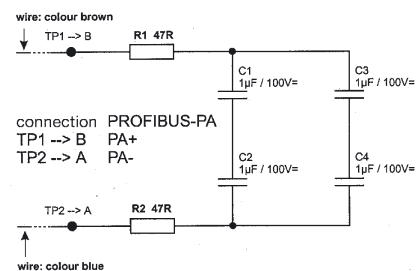 wire: colour brown
TP1 --> B
R1 47R
C1
1µF / 100V=
C3
1µF / 100V=
connection PROFIBUS-PA
TP1 --> B PA+
TP2 --> A PA-
C2
1µF / 100V=
C4
1µF / 100V=
TP2 --> A
R2 47R
wire: colour blue